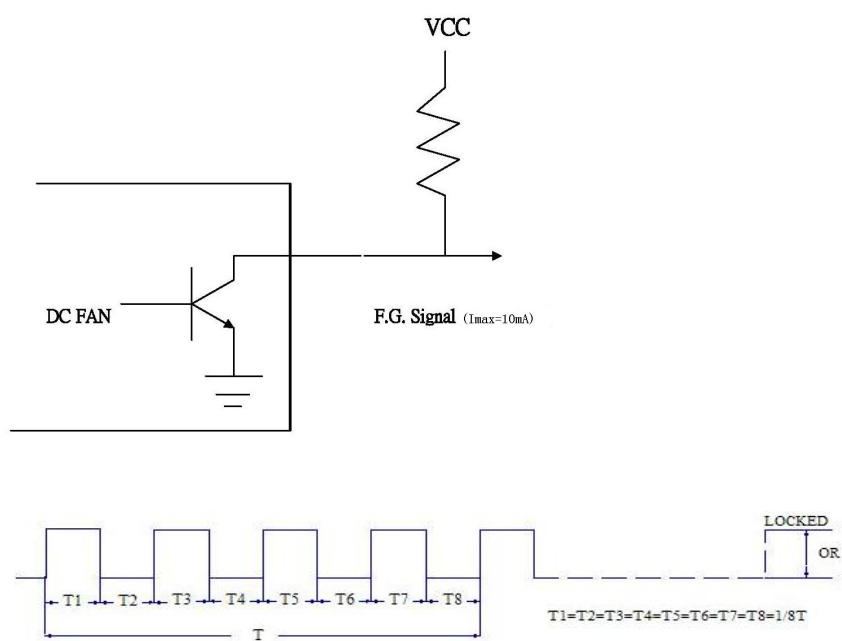 VCC
DC FAN
F.G. Signal (Imax=10mA)
LOCKED
OR
T1 T2 T3 T4 T5 T6 T7 T8
T1=T2=T3=T4=T5=T6=T7=T8=1/8T
T